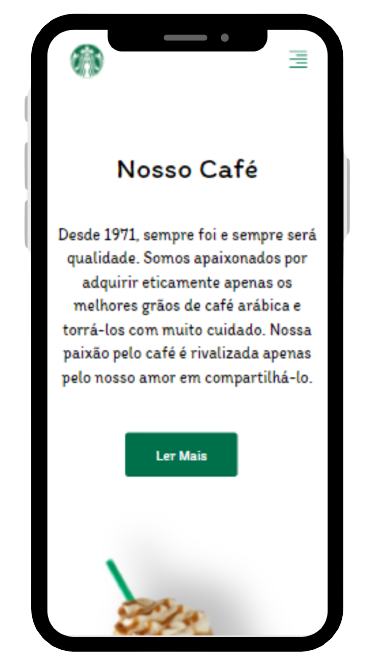 Nosso Café
Desde 1971, sempre foi e sempre será
qualidade. Somos apaixonados por
adquirir eticamente apenas os
melhores grãos de café arábica e
torrá-los com muito cuidado. Nossa
paixão pelo café é rivalizada apenas
pelo nosso amor em compartilhá-lo.
Ler Mais